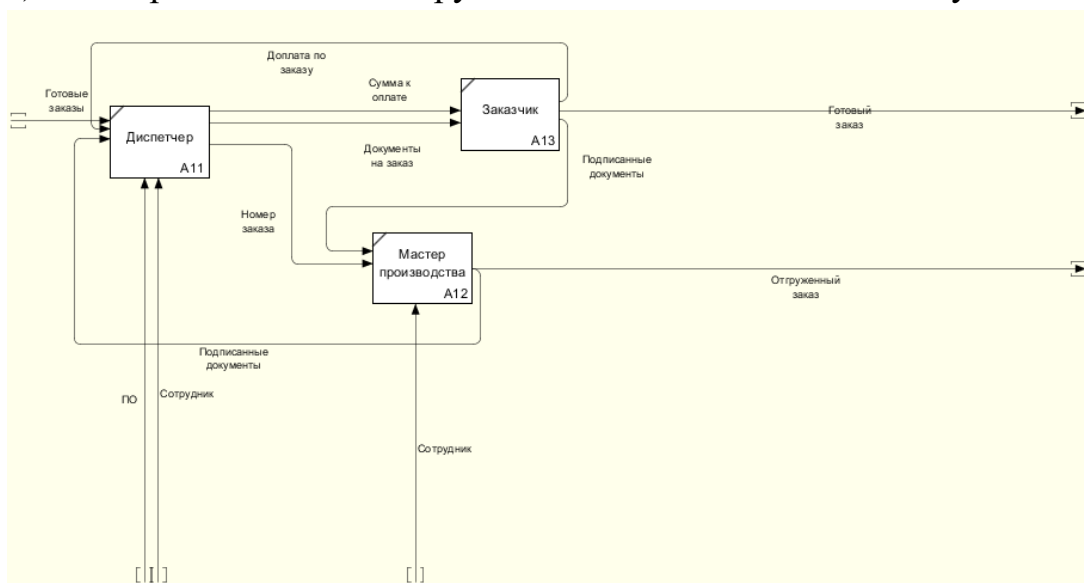 Доплата по
заказу
Сумма к
оплате
Готовые
заказы
Заказчик
A13
Готовый
заказ
Диспетчер
A11
Документы
на заказ
Подписанные
документы
Номер
заказа
Мастер
производства
A12
Отгруженный
заказ
Подписанные
документы
ПО
Сотрудник
Сотрудник